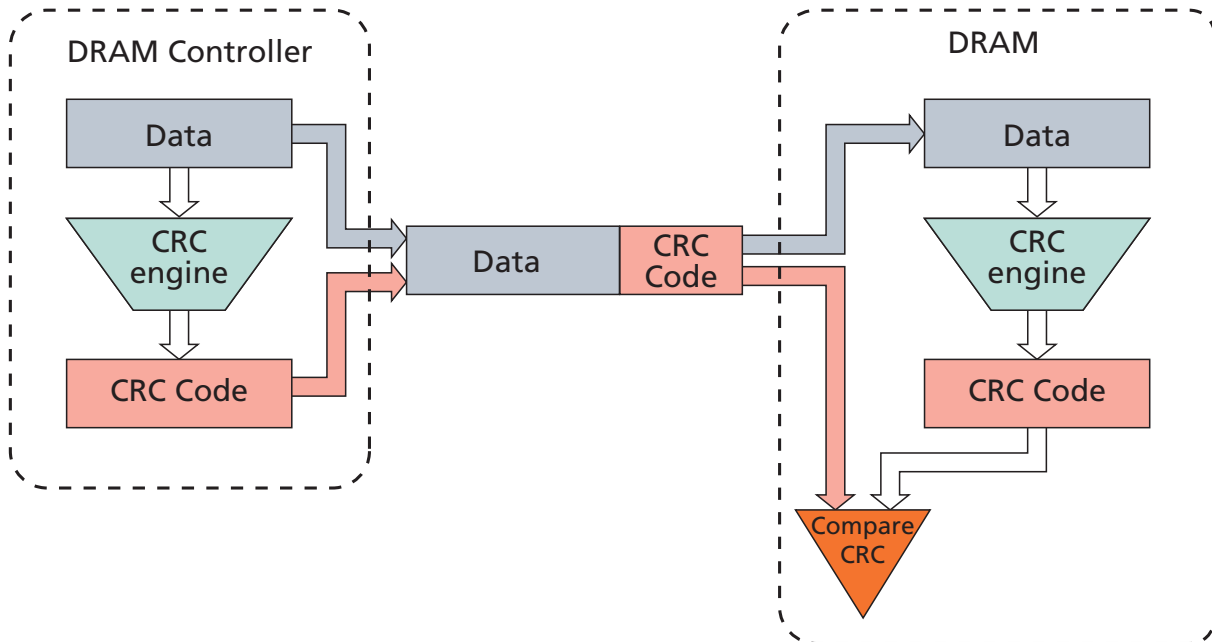 DRAM Controller
Data
CRC
engine
CRC Code
Data
CRC
Code
DRAM
Data
CRC
engine
CRC Code
Compare
CRC